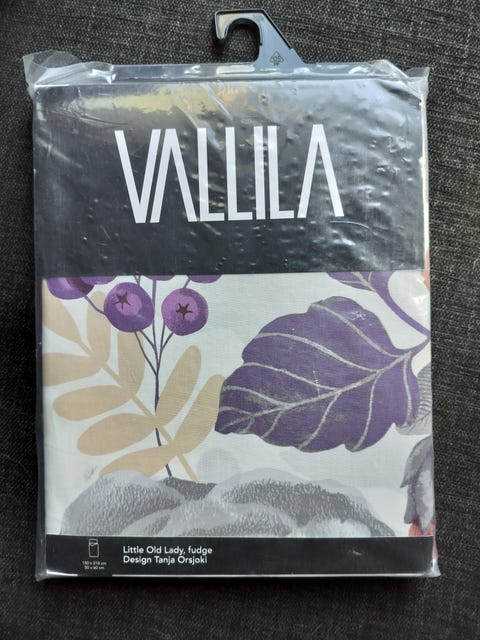 VALLILA
Little Old Lady, fudge
Design Tanja Orsjoki
150 x 210 cm
50 x 60 cm